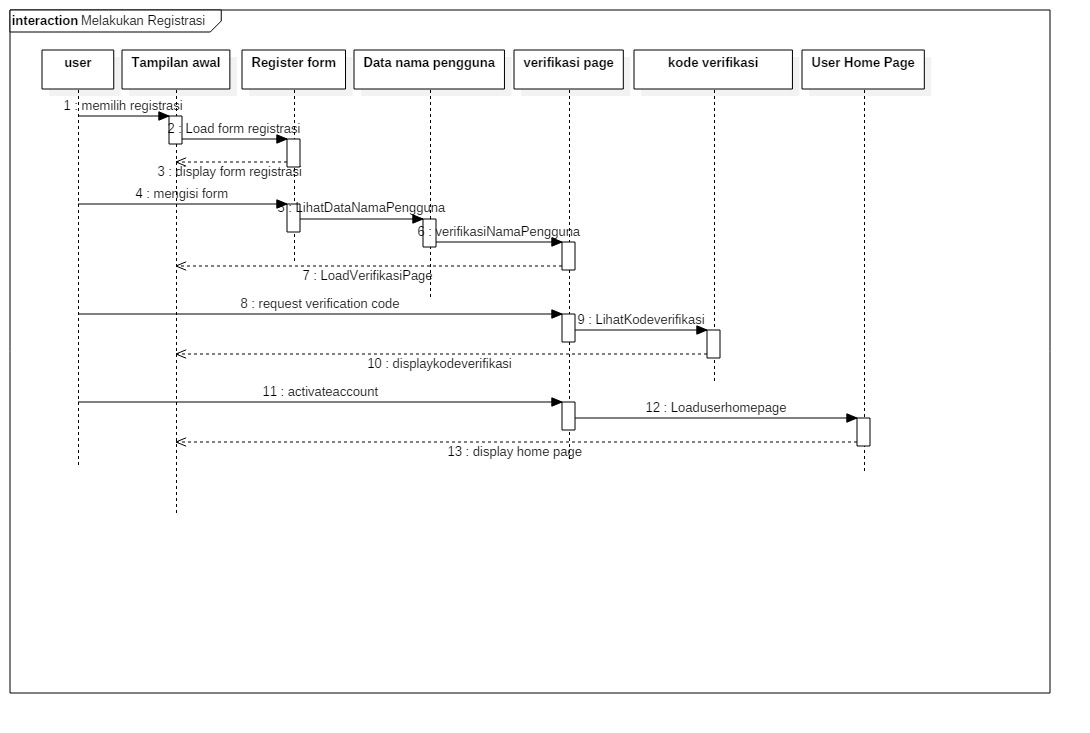 interaction Melakukan Registrasi
user
Tampilan awal
Register form
Data nama pengguna
verifikasi page
kode verifikasi
User Home Page
1 : memilih registrasi
2 : Load form registrasi
3 : display form registrasi
4 : mengisi form
5 : LihatDataNamaPengguna
6 : verifikasiNamaPengguna
7 : LoadVerifikasiPage
8 : request verification code
9 : LihatKodeverifikasi
10 : displaykodeverifikasi
11 : activateaccount
12 : Loaduserhomepage
13 : display home page